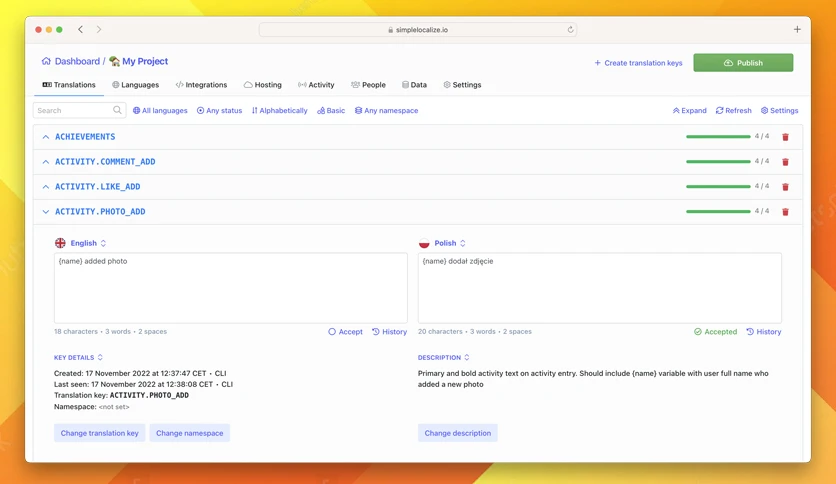 simplelocalize.io
Dashboard / My Project
Create translation keys
Publish
Translations Languages Integrations Hosting Activity People Data Settings
Search All languages Any status Alphabetically Basic Any namespace Expand Refresh Settings
ACHIEVEMENTS 4 / 4
ACTIVITY.COMMENT_ADD 4 / 4
ACTIVITY.LIKE_ADD 4 / 4
ACTIVITY.PHOTO_ADD 4 / 4
English
{name} added photo
18 characters • 3 words • 2 spaces
Accept History
Polish
{name} dodał zdjęcie
20 characters • 3 words • 2 spaces
Accepted History
KEY DETAILS
Created: 17 November 2022 at 12:37:47 CET • CLI
Last seen: 17 November 2022 at 12:38:08 CET • CLI
Translation key: ACTIVITY.PHOTO_ADD
Namespace: <not set>
Change translation key Change namespace
DESCRIPTION
Primary and bold activity text on activity entry. Should include {name} variable with user full name who
added a new photo
Change description